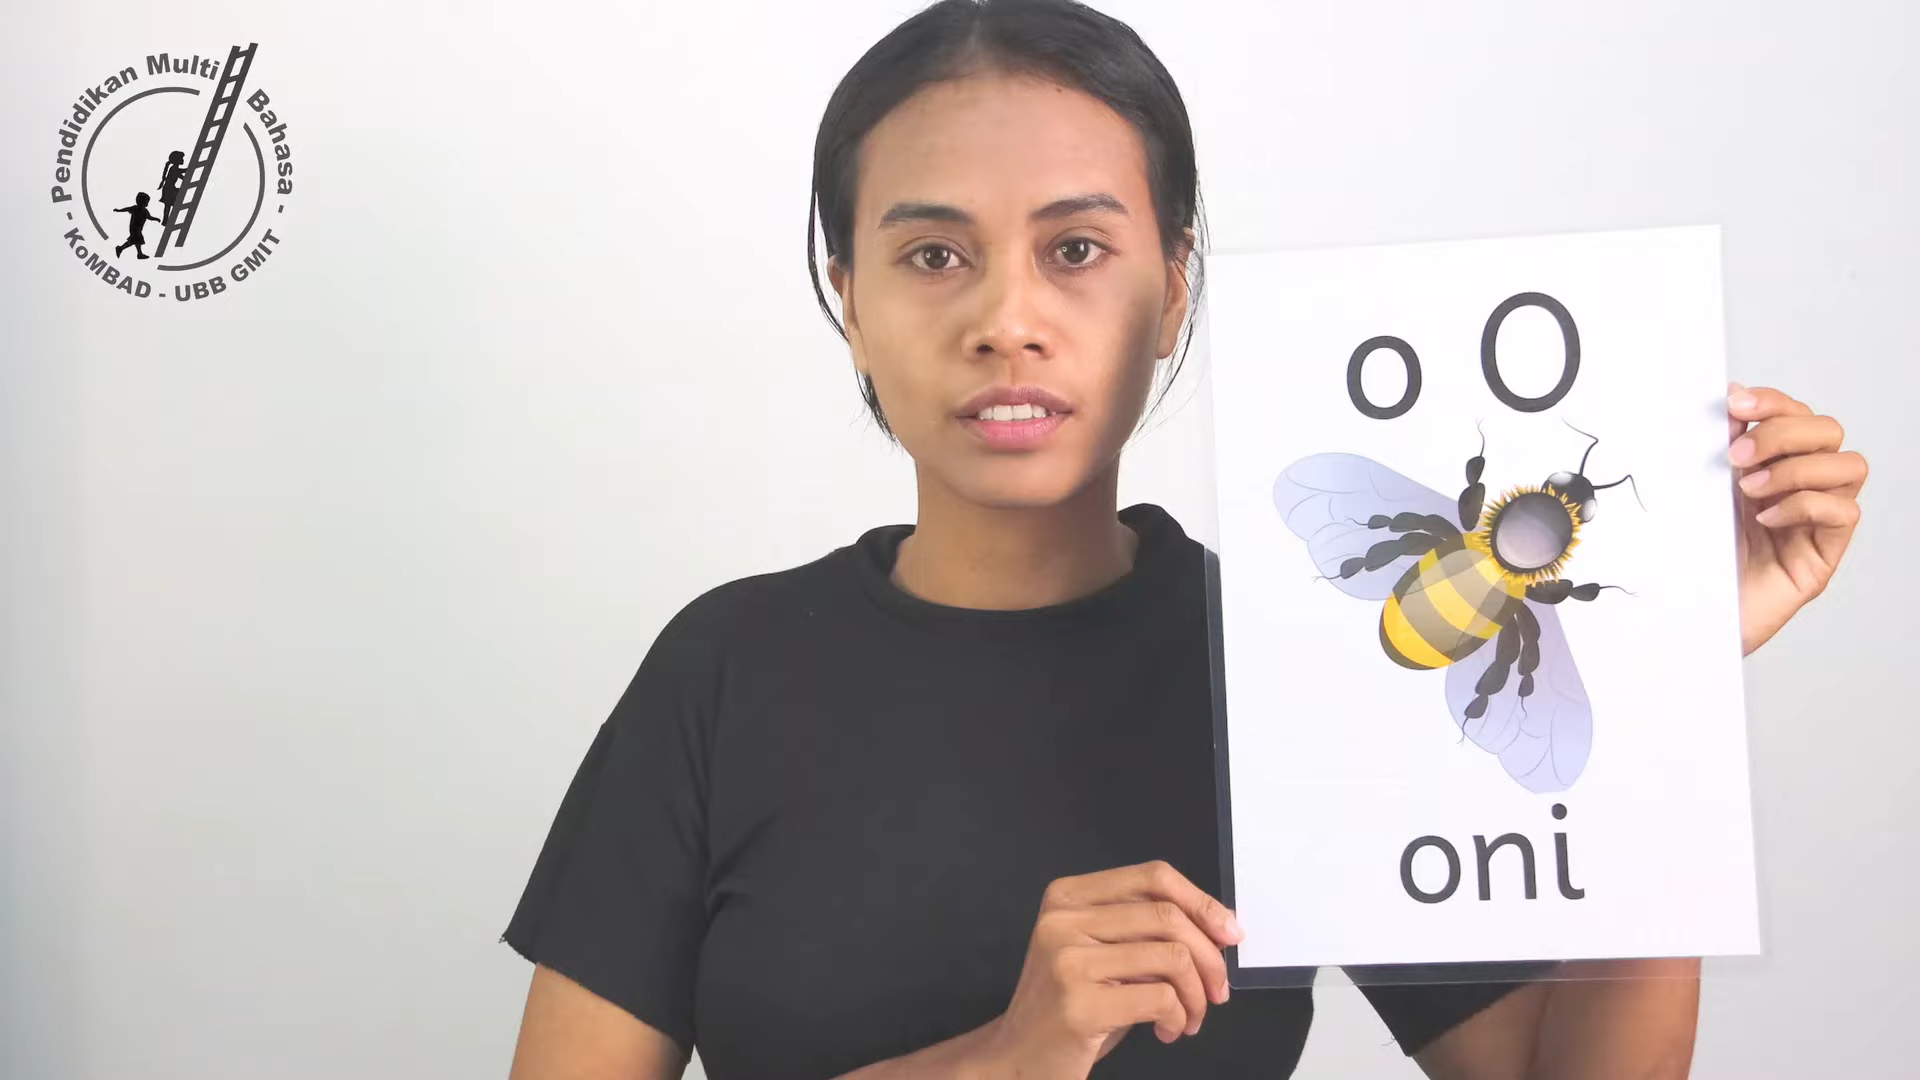 Pendidikan Multi Bahasa - KoMBAD - UBB GMIT -
o O
oni